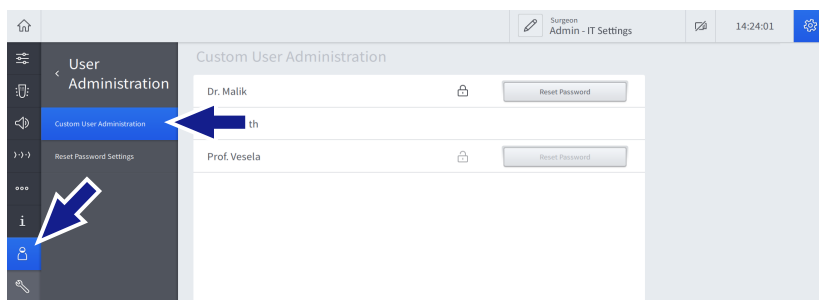 Surgeon
Admin - IT Settings
14:24:01
User
Administration
Custom User Administration
Reset Password Settings
Custom User Administration
Dr. Malik
Reset Password
th
Prof. Vesela
Reset Password